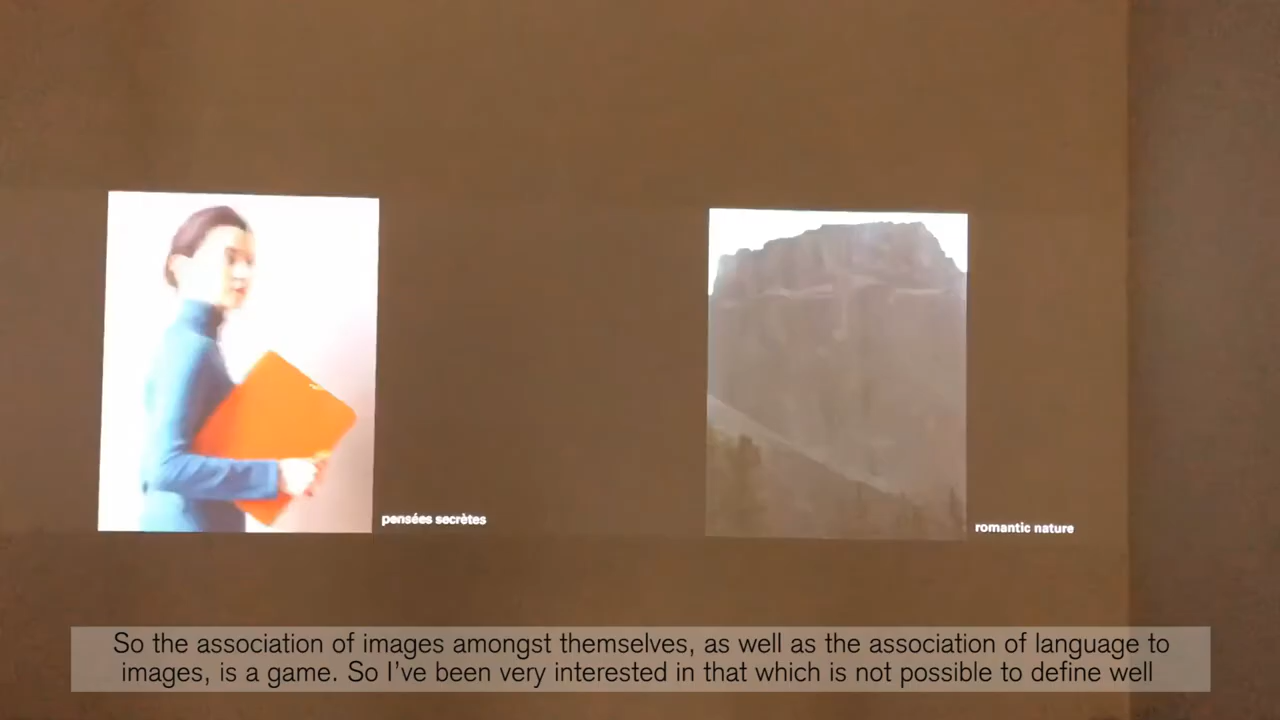 pensées secrètes
romantic nature
So the association of images amongst themselves, as well as the association of language to
images, is a game. So I've been very interested in that which is not possible to define well